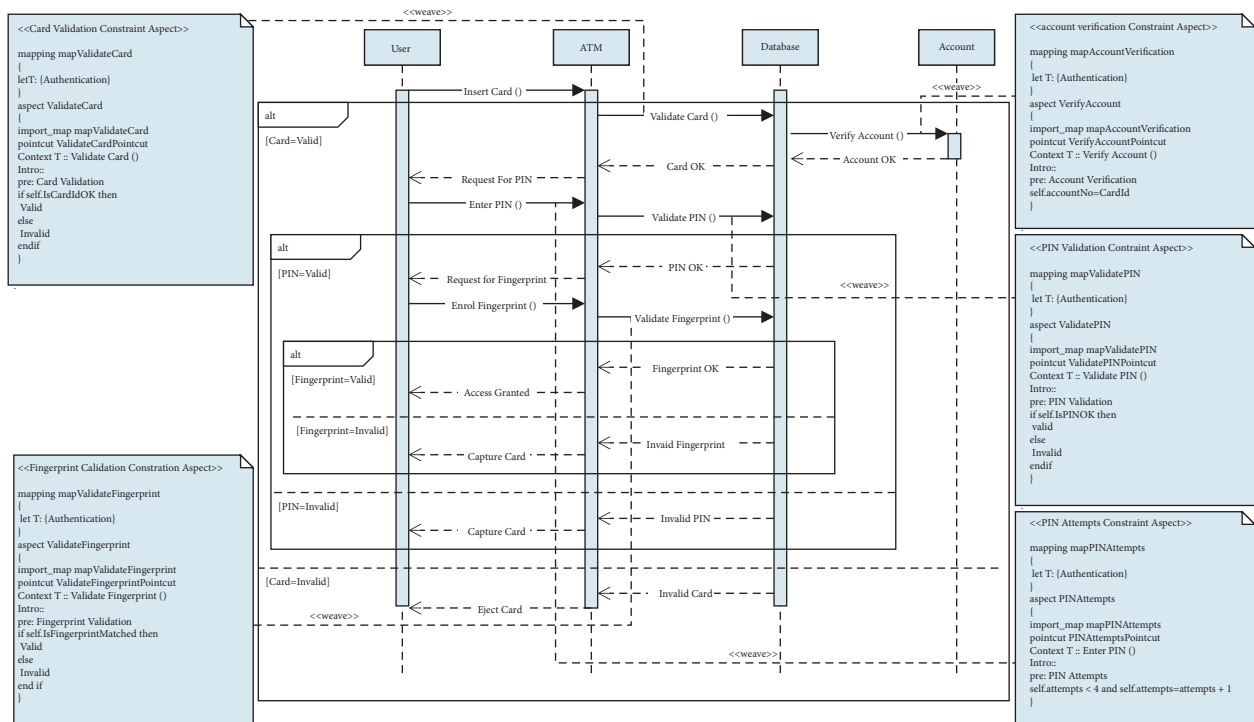 <<Card Validation Constraint Aspect>>
mapping mapValidateCard
{
letT: {Authentication}
}
aspect ValidateCard
{
import_map mapValidateCard
pointcut ValidateCardPointcut
Context T :: Validate Card ()
Intro::
pre: Card Validation
if self.IsCardIdOK then
Valid
else
Invalid
endif
}
<<Fingerprint Calidation Constration Aspect>>
mapping mapValidateFingerprint
{
let T: {Authentication}
}
aspect ValidateFingerprint
{
import_map mapValidateFingerprint
pointcut ValidateFingerprintPointcut
Context T :: Validate Fingerprint ()
Intro::
pre: Fingerprint Validation
if self.IsFingerprintMatched then
Valid
else
Invalid
end if
}
<<weave>>
User
ATM
Database
Account
Insert Card ()
alt
[Card=Valid]
Validate Card ()
<<weave>>
Verify Account ()
Account OK
Card OK
Request For PIN
Enter PIN ()
Validate PIN ()
alt
[PIN=Valid]
PIN OK
Request for Fingerprint
<<weave>>
Enrol Fingerprint ()
Validate Fingerprint ()
alt
[Fingerprint=Valid]
Fingerprint OK
Access Granted
[Fingerprint=Invalid]
Invaid Fingerprint
Capture Card
[PIN=Invalid]
Invalid PIN
Capture Card
[Card=Invalid]
Invalid Card
Eject Card
<<weave>>
<<weave>>
<<account verification Constraint Aspect>>
mapping mapAccountVerification
{
let T: {Authentication}
}
aspect VerifyAccount
{
import_map mapAccountVerification
pointcut VerifyAccountPointcut
Context T :: Verify Account ()
Intro::
pre: Account Verification
self.accountNo=CardId
}
<<PIN Validation Contraint Aspect>>
mapping mapValidatePIN
{
let T: {Authentication}
}
aspect ValidatePIN
{
import_map mapValidatePIN
pointcut ValidatePINPointcut
Context T :: Validate PIN ()
Intro::
pre: PIN Validation
if self.IsPINOK then
valid
else
Invalid
endif
}
<<PIN Attempts Constraint Aspect>>
mapping mapPINAttempts
{
let T: {Authentication}
}
aspect PINAttempts
{
import_map mapPINAttempts
pointcut PINAttemptsPointcut
Context T :: Enter PIN ()
Intro::
pre: PIN Attempts
self.attempts < 4 and self.attempts=attempts + 1
}